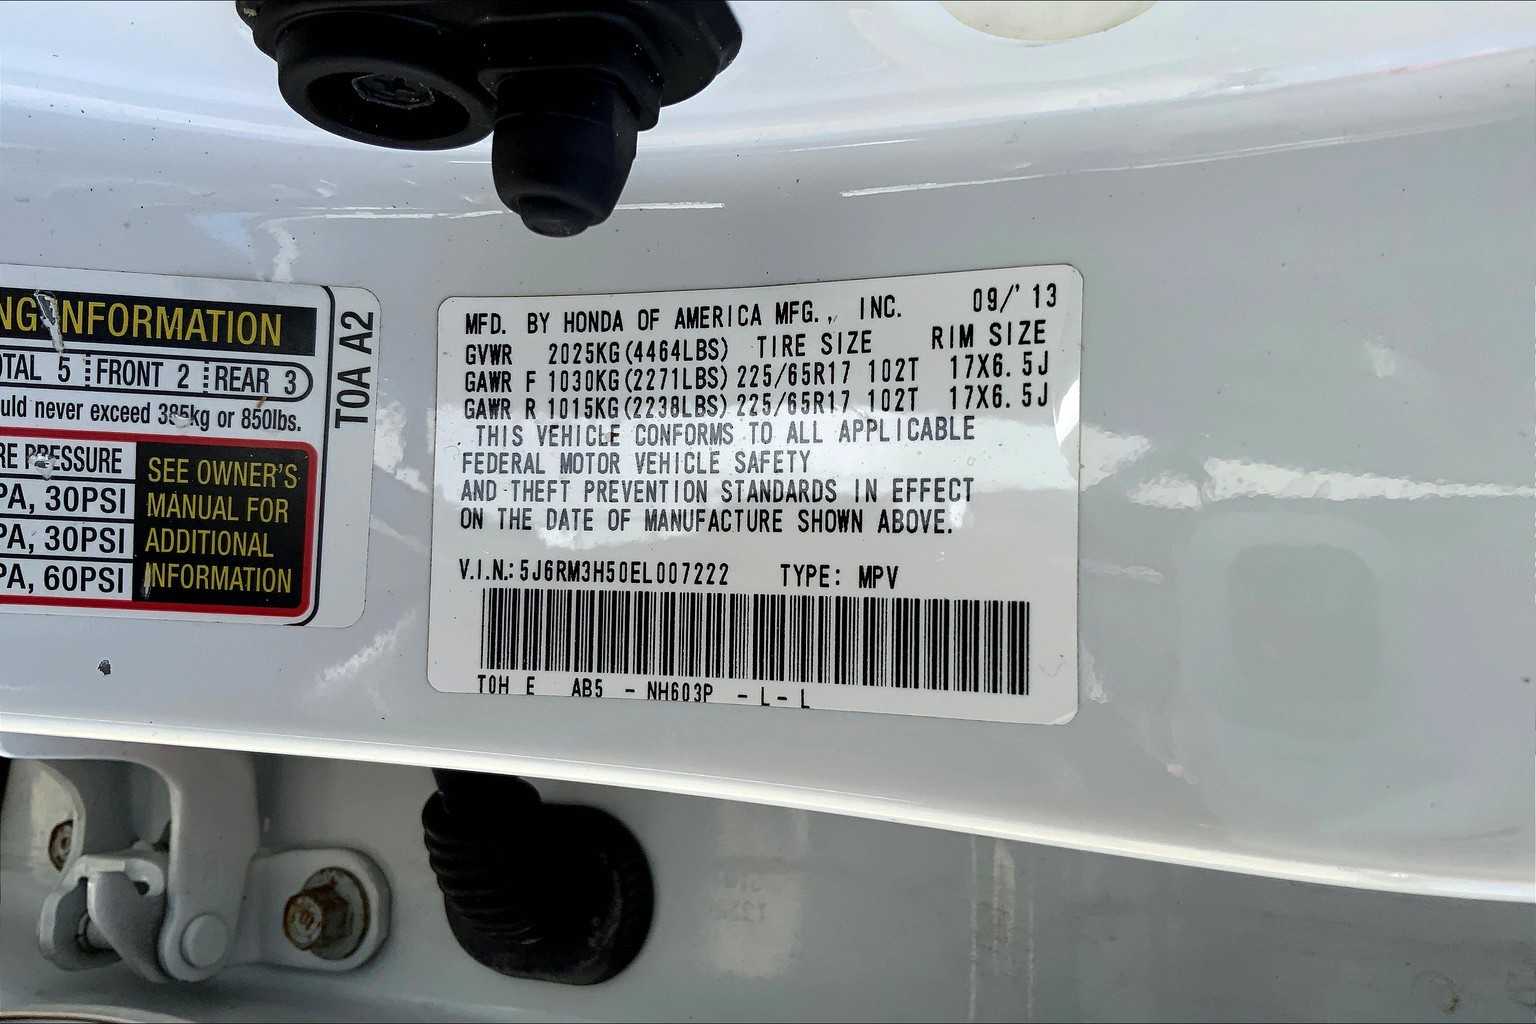 NG INFORMATION
OTAL 5 FRONT 2 REAR 3
uld never exceed 385kg or 850lbs.
RE PRESSURE
PA, 30PSI
PA, 30PSI
PA, 60PSI
SEE OWNER'S
MANUAL FOR
ADDITIONAL
INFORMATION
T0A A2
MFD. BY HONDA OF AMERICA MFG., INC. 09/'13
GVWR 2025KG(4464LBS) TIRE SIZE RIM SIZE
GAWR F 1030KG(2271LBS) 225/65R17 102T 17X6.5J
GAWR R 1015KG(2238LBS) 225/65R17 102T 17X6.5J
THIS VEHICLE CONFORMS TO ALL APPLICABLE
FEDERAL MOTOR VEHICLE SAFETY
AND THEFT PREVENTION STANDARDS IN EFFECT
ON THE DATE OF MANUFACTURE SHOWN ABOVE.
V.I.N.: 5J6RM3H50EL007222 TYPE: MPV
T0H E AB5 - NH603P - L - L